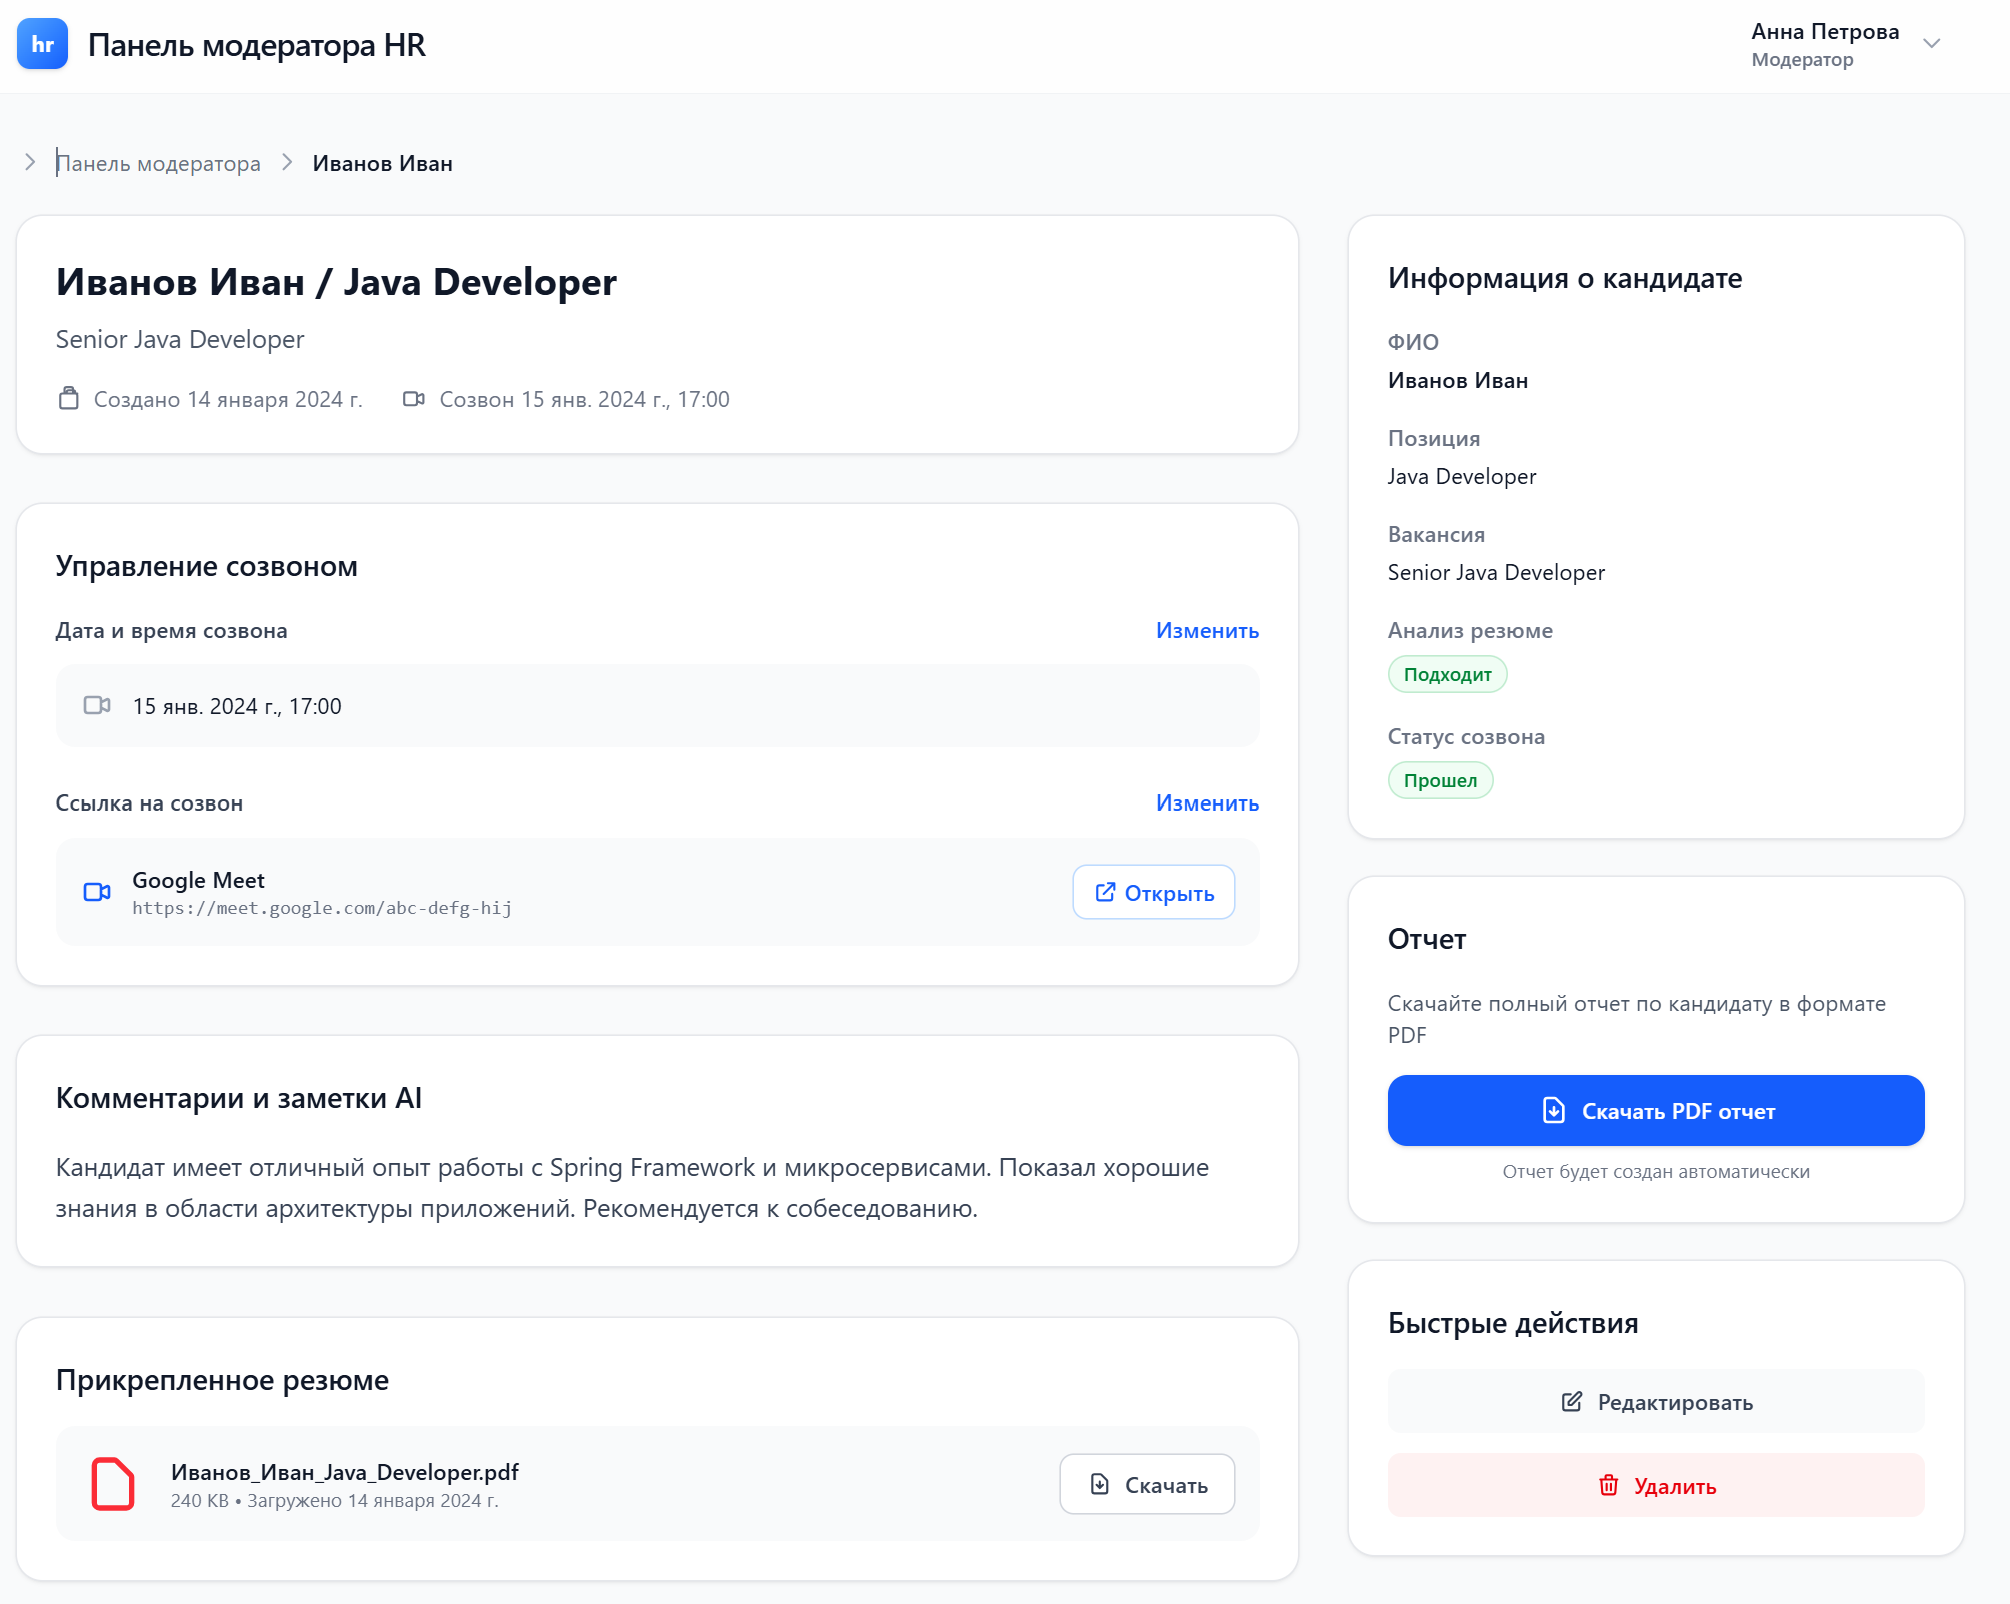 hr
Панель модератора HR
Анна Петрова
Модератор
Панель модератора
Иванов Иван
Иванов Иван / Java Developer
Senior Java Developer
Создано 14 января 2024 г.
Созвон 15 янв. 2024 г., 17:00
Управление созвоном
Дата и время созвона
Изменить
15 янв. 2024 г., 17:00
Ссылка на созвон
Изменить
Google Meet
https://meet.google.com/abc-defg-hij
Открыть
Комментарии и заметки AI
Кандидат имеет отличный опыт работы с Spring Framework и микросервисами. Показал хорошие
знания в области архитектуры приложений. Рекомендуется к собеседованию.
Прикрепленное резюме
Иванов_Иван_Java_Developer.pdf
240 KB • Загружено 14 января 2024 г.
Скачать
Информация о кандидате
ФИО
Иванов Иван
Позиция
Java Developer
Вакансия
Senior Java Developer
Анализ резюме
Подходит
Статус созвона
Прошел
Отчет
Скачайте полный отчет по кандидату в формате
PDF
Скачать PDF отчет
Отчет будет создан автоматически
Быстрые действия
Редактировать
Удалить